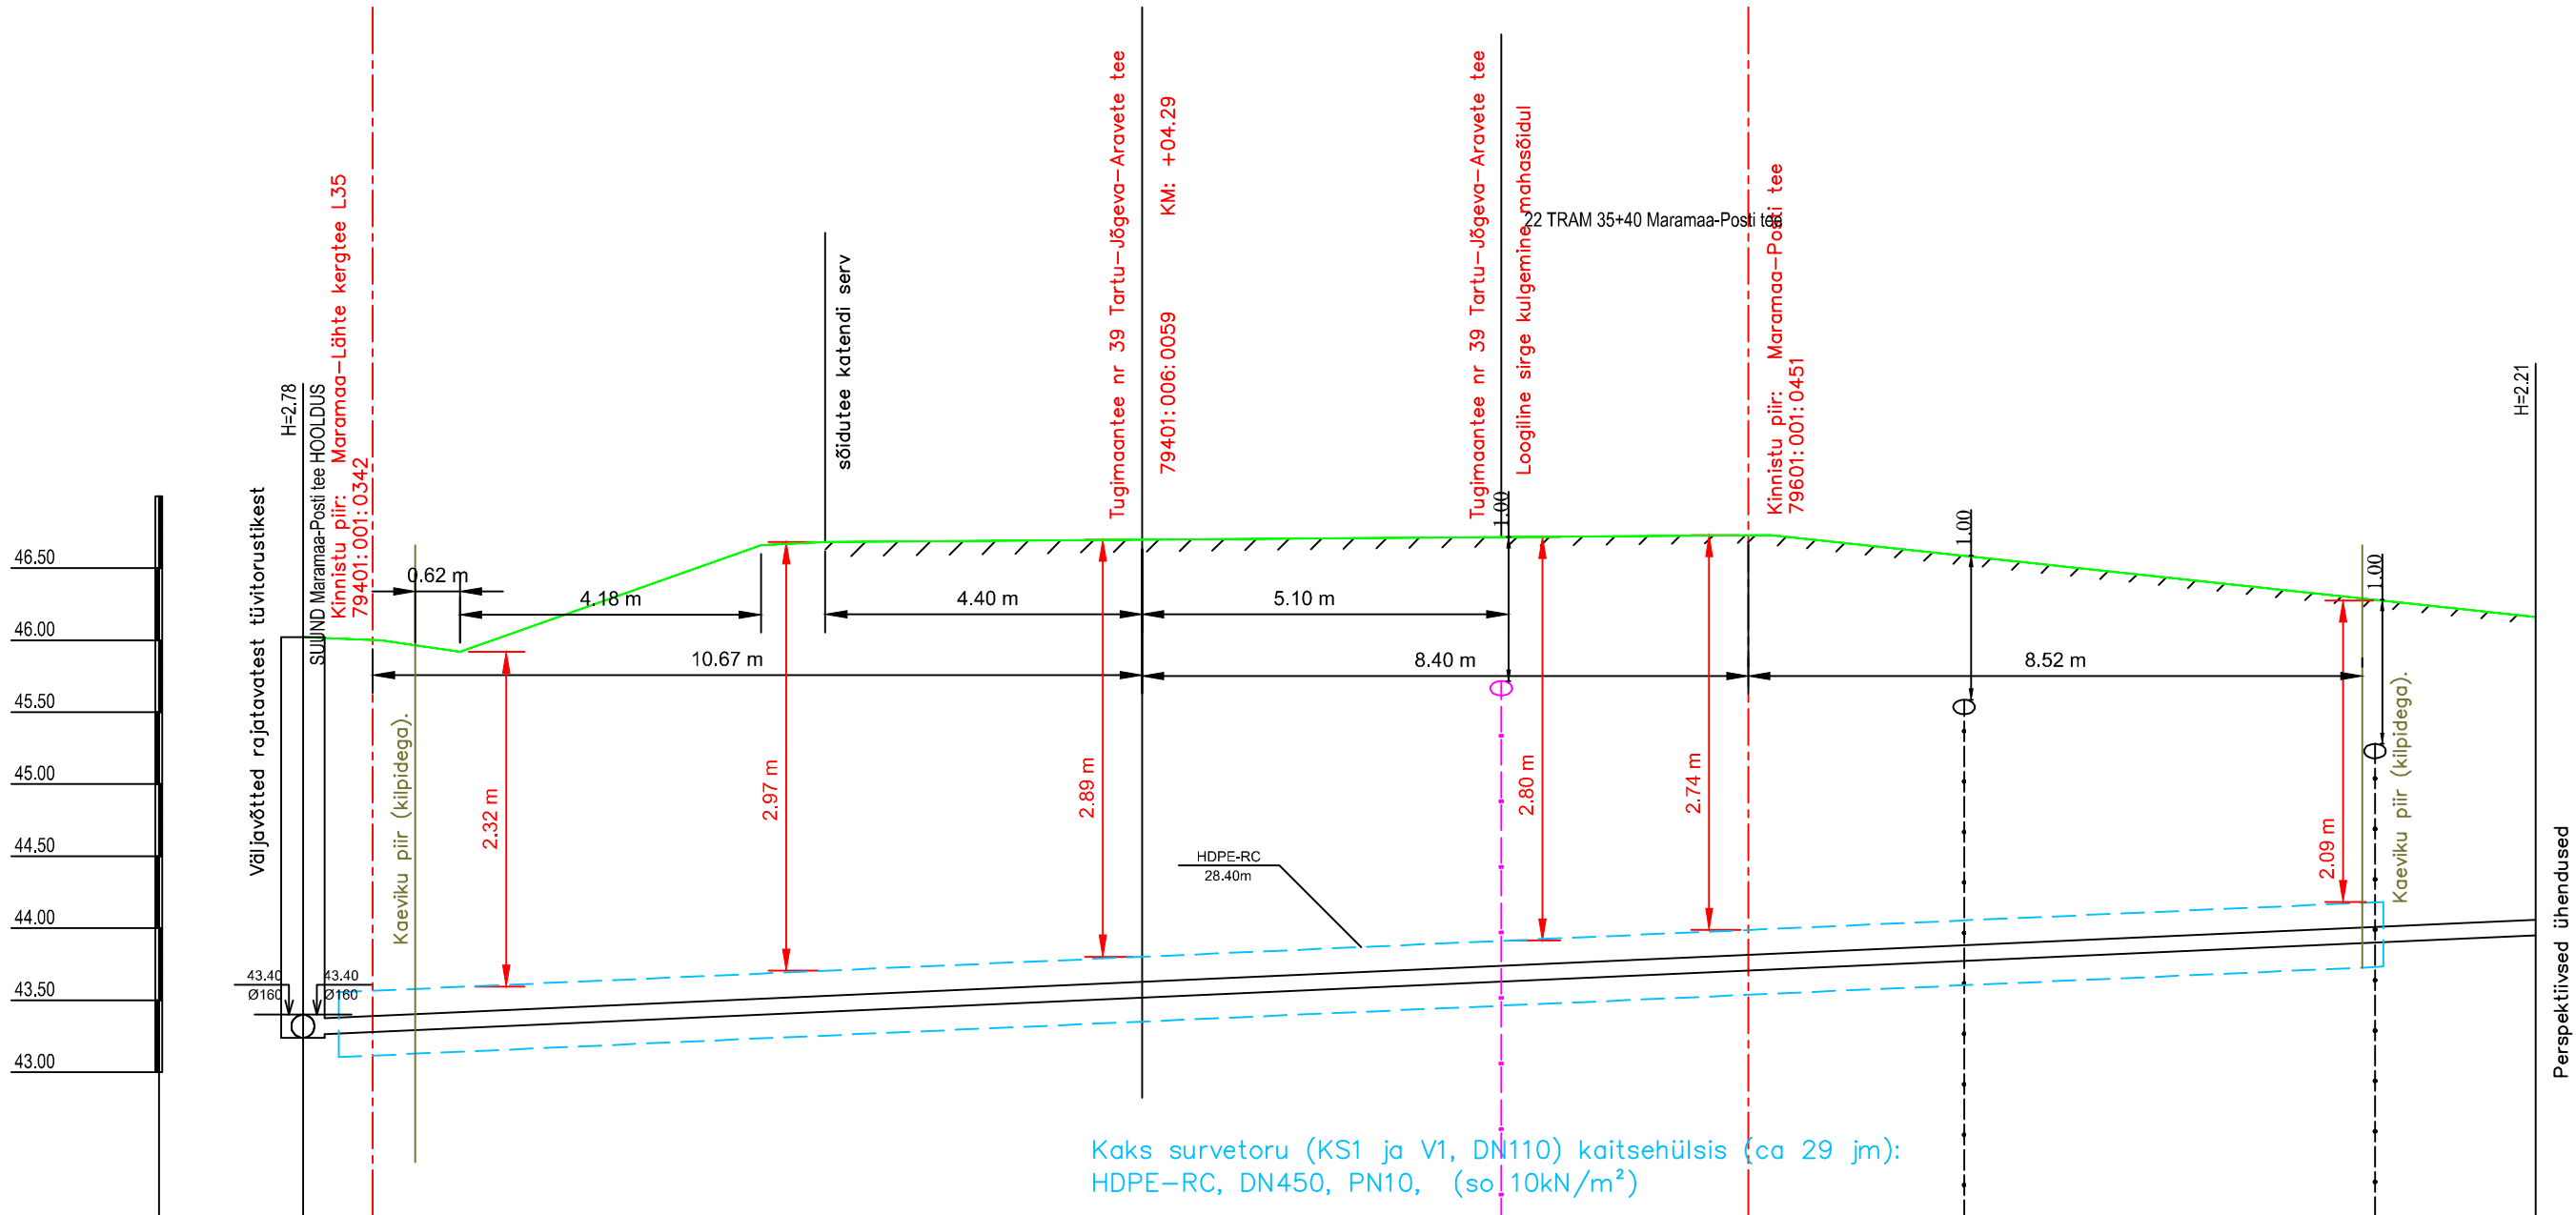 46.50
46.00
45.50
45.00
44.50
44.00
43.50
43.00
Väljavõtted rajatavatest tüvitorustikest
H=2.78
SUUND Maramaa-Posti tee HOOLDUS
Kinnistu piir: Maramaa-Lähte kergtee L35
79401:001:0342
43.40
Ø160
43.40
Ø160
Kaeviku piir (kilpidega).
0.62 m
4.18 m
4.40 m
5.10 m
10.67 m
8.40 m
8.52 m
2.32 m
2.97 m
2.89 m
2.80 m
2.74 m
2.09 m
sõidutee katendi serv
Tugimaantee nr 39 Tartu-Jõgeva-Aravete tee
79401:006:0059 KM: +04.29
Tugimaantee nr 39 Tartu-Jõgeva-Aravete tee
Loogiline sirge kulgemine mahasõidul
22 TRAM 35+40 Maramaa-Posti tee
Kinnistu piir: Maramaa-Posti tee
79601:001:0451
1.00
1.00
1.00
HDPE-RC
28.40m
Kaeviku piir (kilpidega).
H=2.21
Perspektiivsed ühendused
Kaks survetoru (KS1 ja V1, DN110) kaitsehülsis (ca 29 jm):
HDPE-RC, DN450, PN10, (so 10kN/m²)